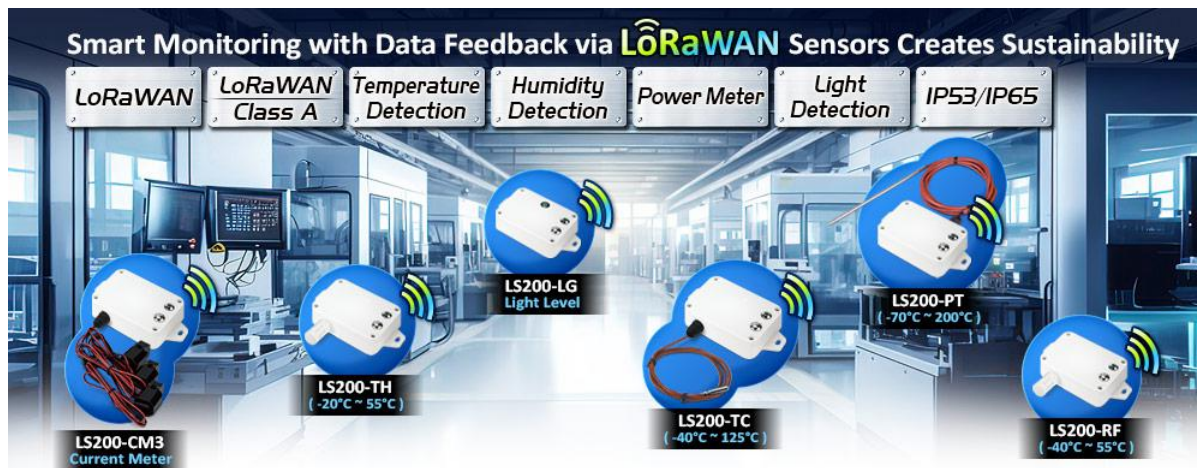 Smart Monitoring with Data Feedback via LoRaWAN Sensors Creates Sustainability
LoRaWAN
LoRaWAN
Class A
Temperature
Detection
Humidity
Detection
Power Meter
Light
Detection
IP53/IP65
LS200-LG
Light Level
LS200-PT
( -70°C ~ 200°C )
LS200-TH
( -20°C ~ 55°C )
LS200-TC
( -40°C ~ 125°C )
LS200-RF
( -40°C ~ 55°C )
LS200-CM3
Current Meter